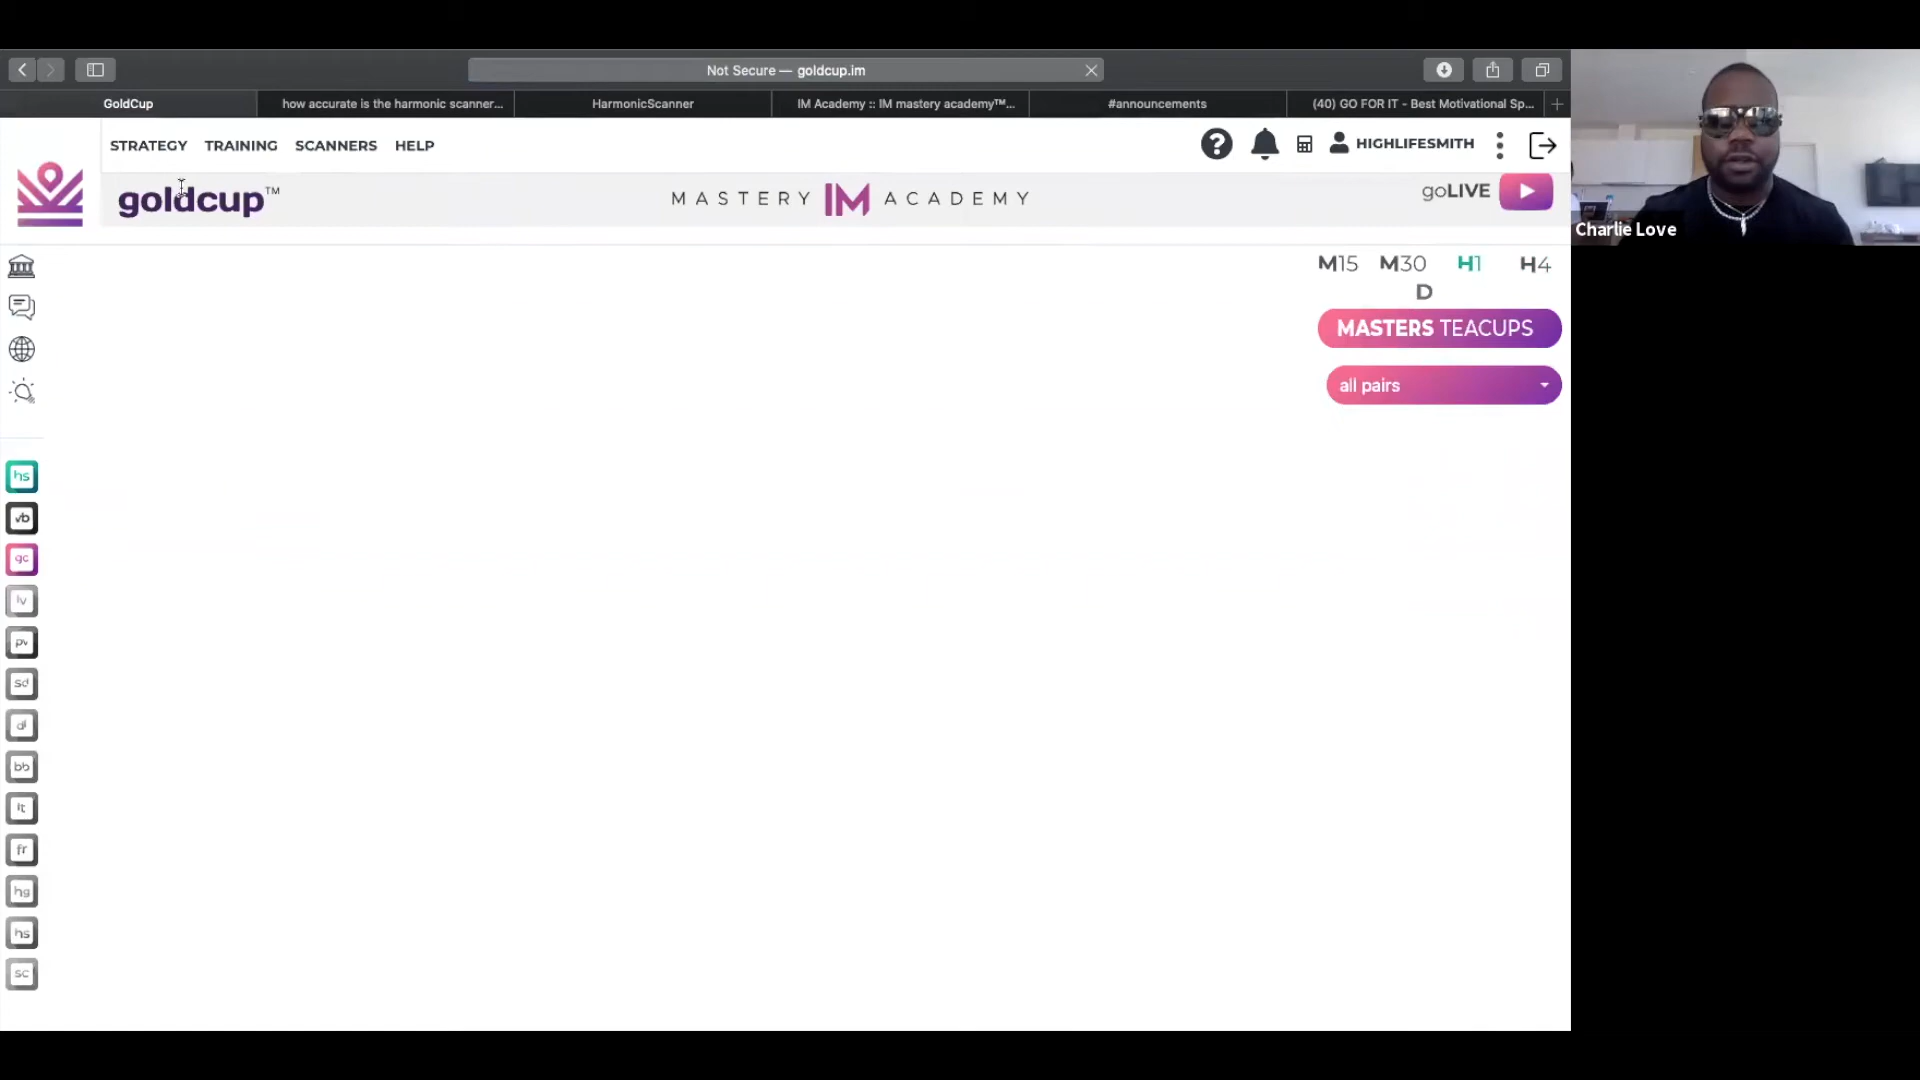 Not Secure — goldcup.im
GoldCup
how accurate is the harmonic scanner...
HarmonicScanner
IM Academy :: IM mastery academy™...
#announcements
(40) GO FOR IT - Best Motivational Sp...
STRATEGY TRAINING SCANNERS HELP
HIGHLIFESMITH
goldcup™
MASTERY IM ACADEMY
goLIVE
Charlie Love
M15 M30 H1 H4
D
MASTERS TEACUPS
all pairs
hs
vb
gc
lv
pv
sd
dl
bb
it
fr
hg
hs
sc